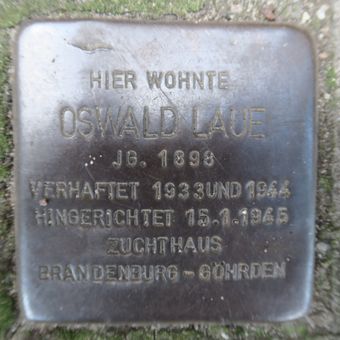 HIER WOHNTE
OSWALD LAUE
JG. 1898
VERHAFTET 1933 UND 1944
HINGERICHTET 15.1.1945
ZUCHTHAUS
BRANDENBURG-GÖHRDEN